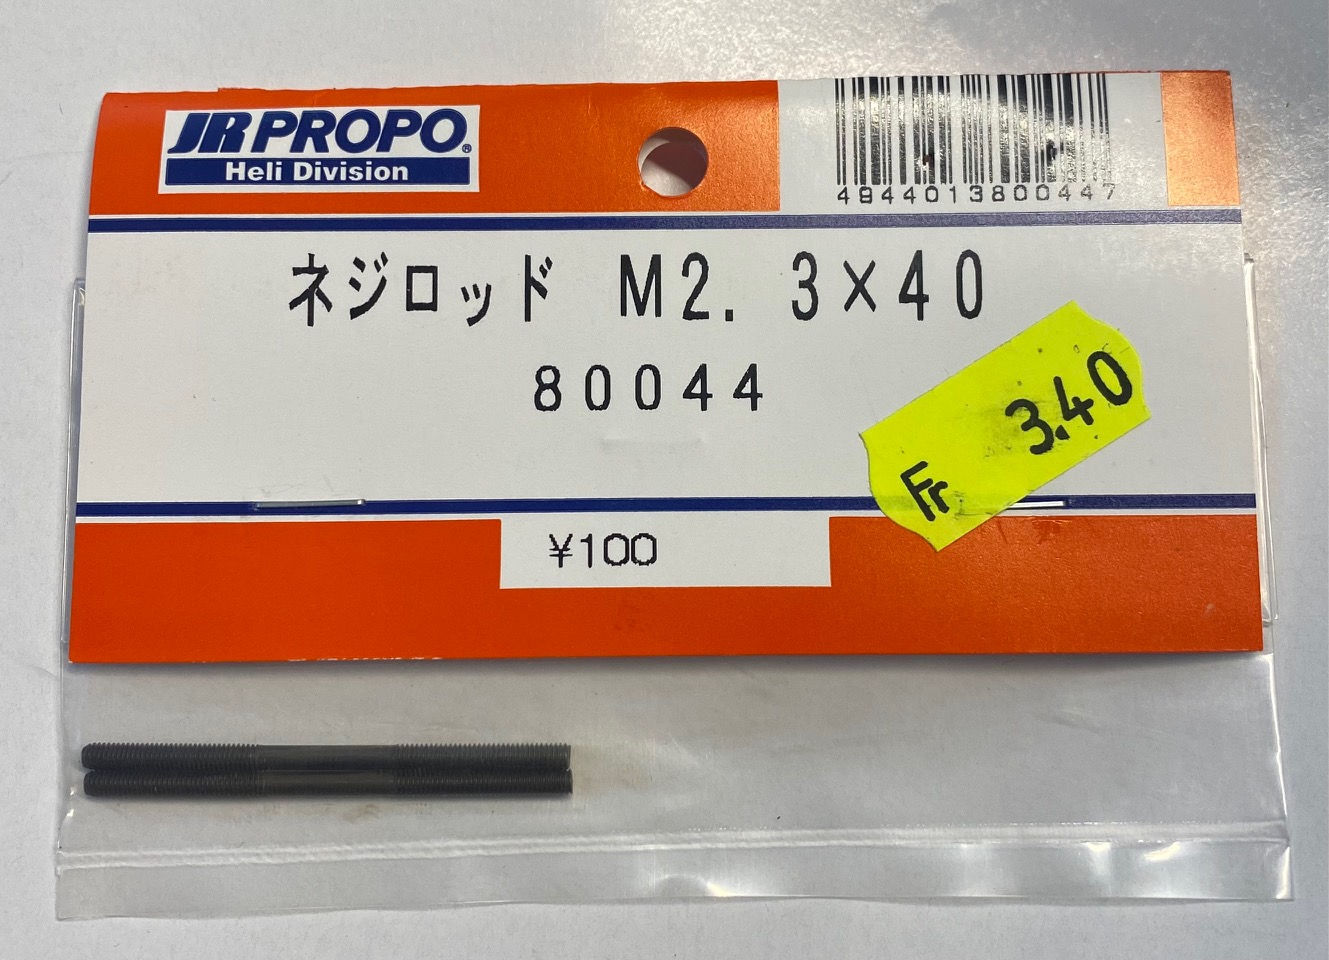 JR PROPO®
Heli Division
4944013800447
ネジロッド M2.3×40
80044
Fr 3.40
¥100